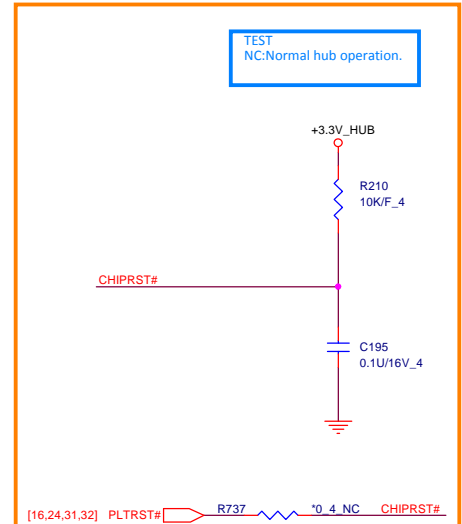 TEST
NC:Normal hub operation.
+3.3V_HUB
R210
10K/F_4
CHIPRST#
C195
0.1U/16V_4
[16,24,31,32] PLTRST# R737 *0_4_NC CHIPRST#